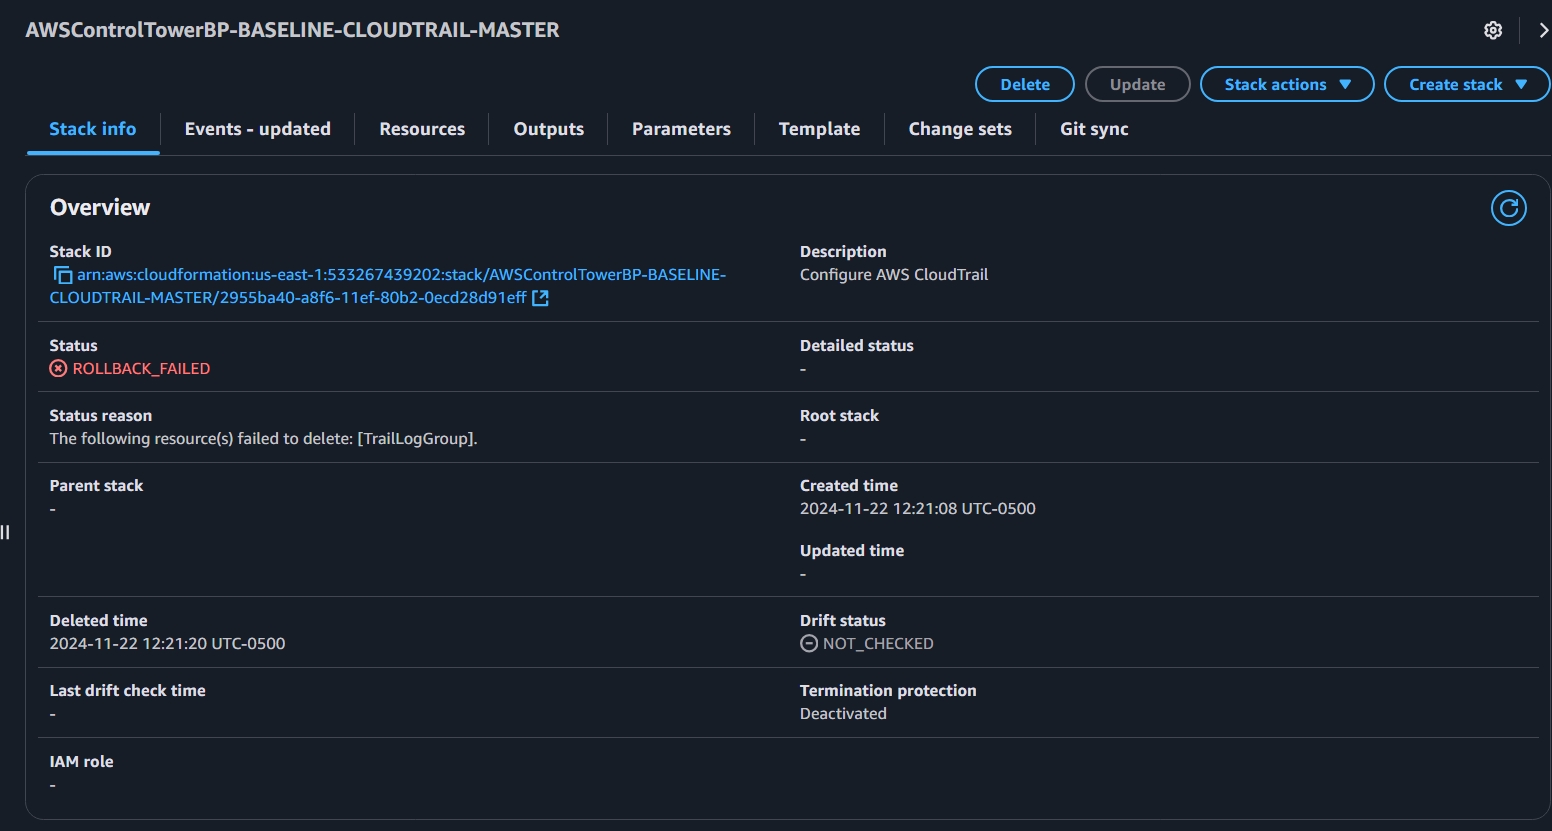 AWSControlTowerBP-BASELINE-CLOUDTRAIL-MASTER
Delete
Update
Stack actions
Create stack
Stack info
Events - updated
Resources
Outputs
Parameters
Template
Change sets
Git sync
Overview
Stack ID
arn:aws:cloudformation:us-east-1:533267439202:stack/AWSControlTowerBP-BASELINE-
CLOUDTRAIL-MASTER/2955ba40-a8f6-11ef-80b2-0ecd28d91eff
Description
Configure AWS CloudTrail
Status
ROLLBACK_FAILED
Detailed status
-
Status reason
The following resource(s) failed to delete: [TrailLogGroup].
Root stack
-
Parent stack
-
Created time
2024-11-22 12:21:08 UTC-0500
Updated time
-
Deleted time
2024-11-22 12:21:20 UTC-0500
Drift status
NOT_CHECKED
Last drift check time
-
Termination protection
Deactivated
IAM role
-